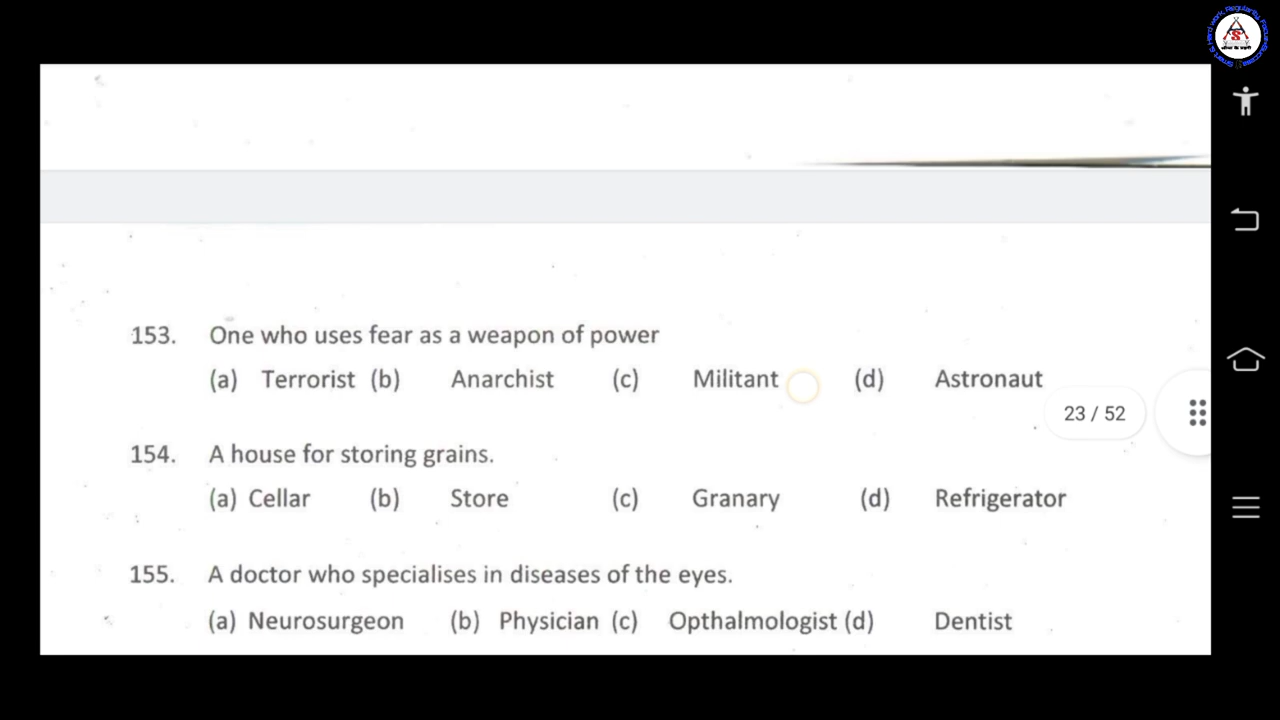 153. One who uses fear as a weapon of power
(a) Terrorist (b) Anarchist (c) Militant (d) Astronaut
23 / 52
154. A house for storing grains.
(a) Cellar (b) Store (c) Granary (d) Refrigerator
155. A doctor who specialises in diseases of the eyes.
(a) Neurosurgeon (b) Physician (c) Opthalmologist (d) Dentist